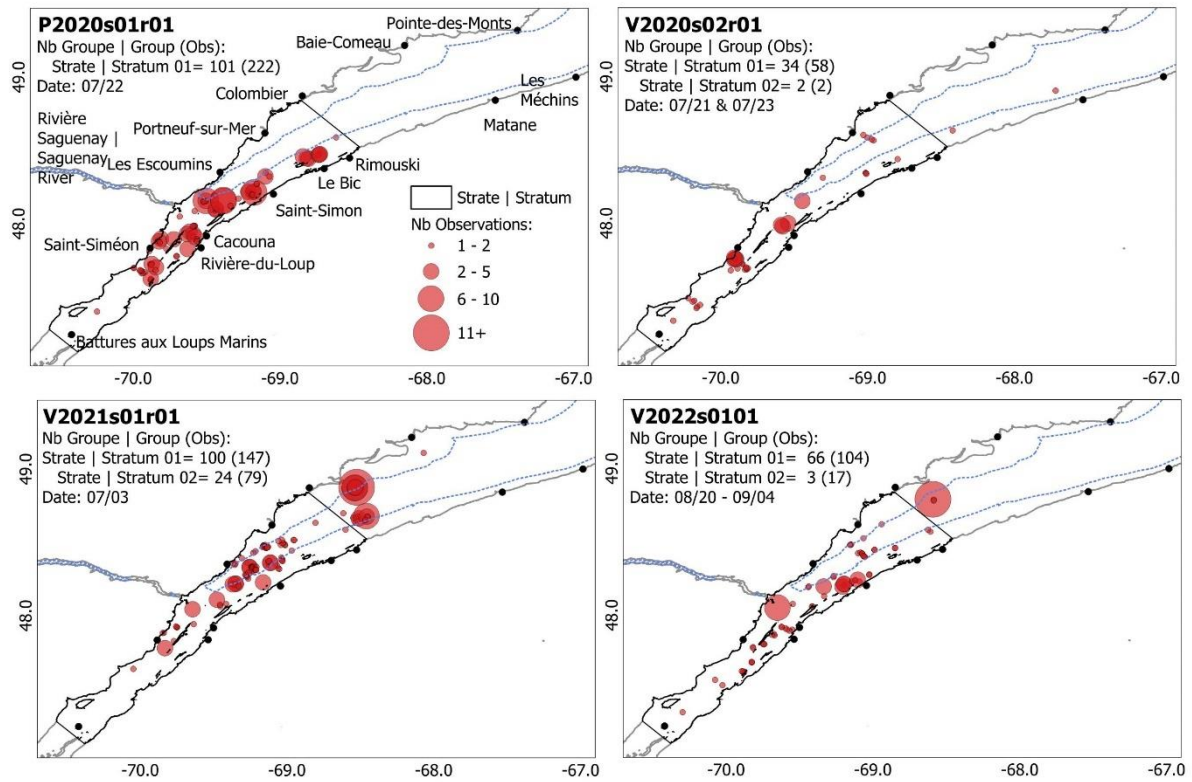 P2020s01r01
Nb Groupe | Group (Obs):
Strate | Stratum 01= 101 (222)
Date: 07/22
Pointe-des-Monts
Baie-Comeau
Les
Méchins
Colombier
Matane
Portneuf-sur-Mer
Rivière
Saguenay |
Saguenay
River
Les Escoumins
Rimouski
Le Bic
Saint-Simon
Saint-Siméon
Cacouna
Rivière-du-Loup
Battures aux Loups Marins
Strate | Stratum
Nb Observations:
1 - 2
2 - 5
6 - 10
11+
49.0
48.0
-70.0
-69.0
-68.0
-67.0
V2020s02r01
Nb Groupe | Group (Obs):
Strate | Stratum 01= 34 (58)
Strate | Stratum 02= 2 (2)
Date: 07/21 & 07/23
49.0
48.0
-70.0
-69.0
-68.0
-67.0
V2021s01r01
Nb Groupe | Group (Obs):
Strate | Stratum 01= 100 (147)
Strate | Stratum 02= 24 (79)
Date: 07/03
49.0
48.0
-70.0
-69.0
-68.0
-67.0
V2022s0101
Nb Groupe | Group (Obs):
Strate | Stratum 01= 66 (104)
Strate | Stratum 02= 3 (17)
Date: 08/20 - 09/04
49.0
48.0
-70.0
-69.0
-68.0
-67.0